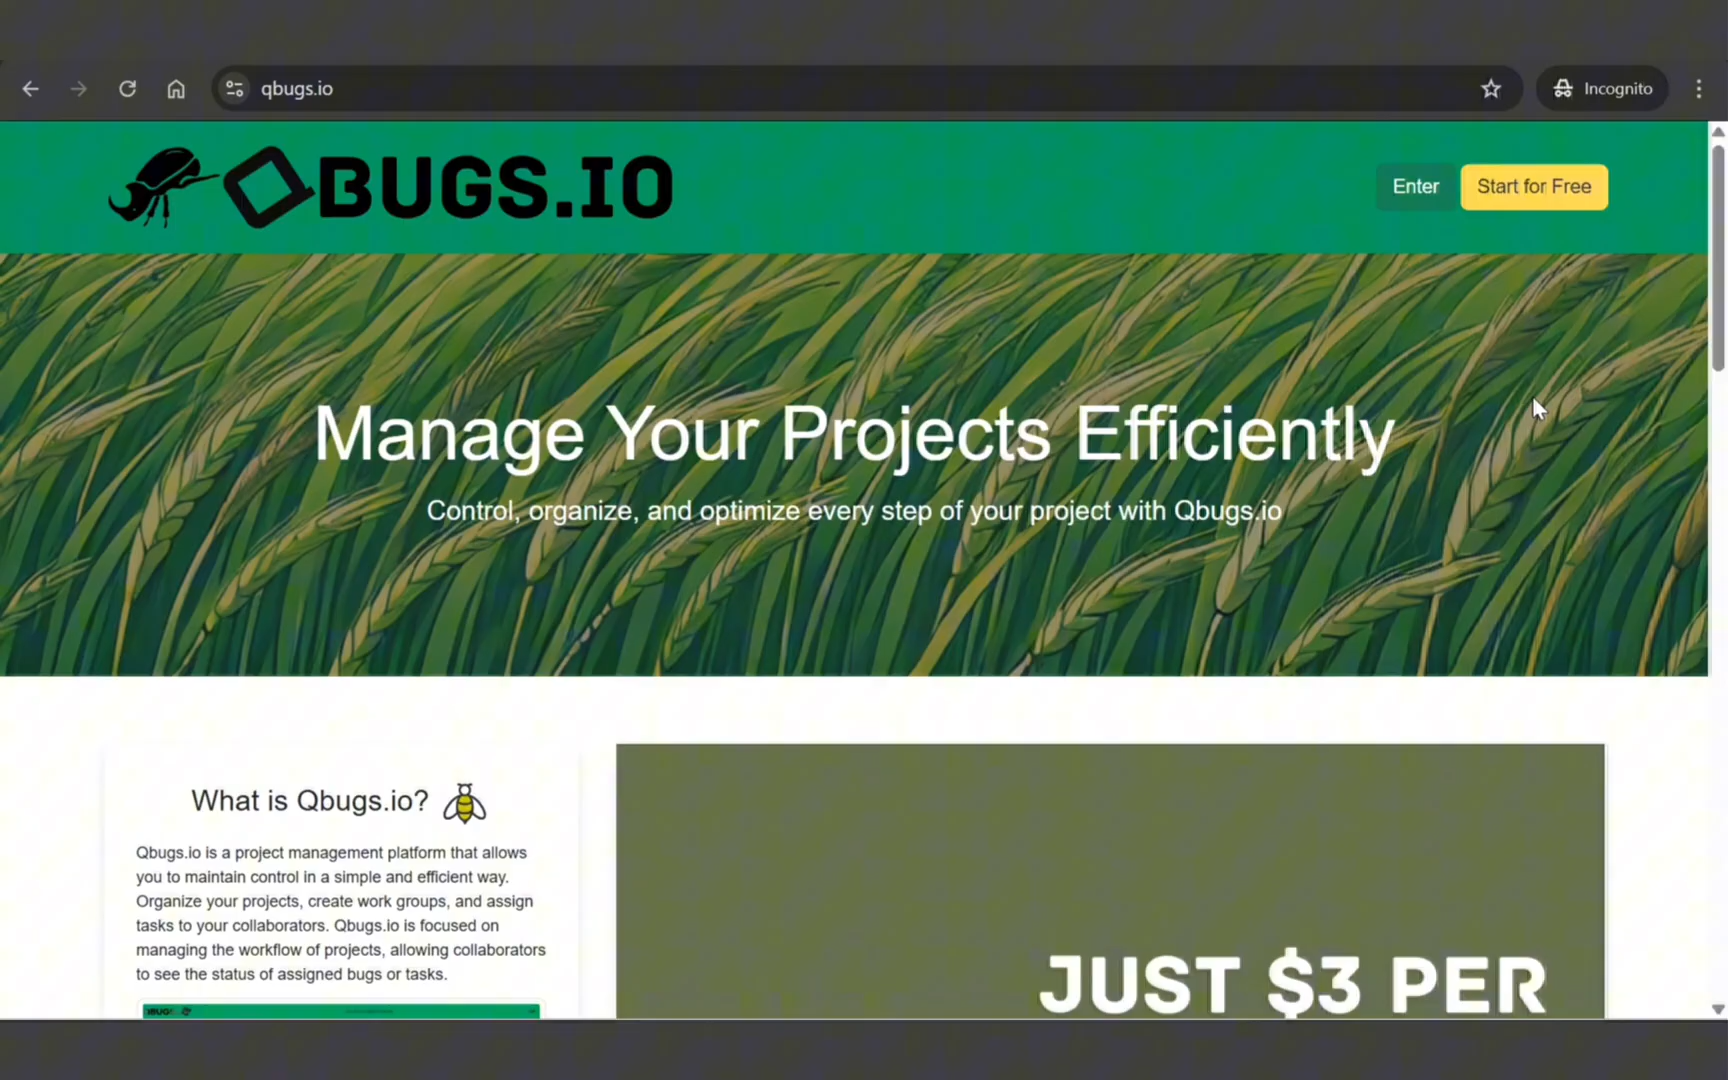 qbugs.io
Incognito
QBUGS.IO
Enter
Start for Free
Manage Your Projects Efficiently
Control, organize, and optimize every step of your project with Qbugs.io
What is Qbugs.io?
Qbugs.io is a project management platform that allows
you to maintain control in a simple and efficient way.
Organize your projects, create work groups, and assign
tasks to your collaborators. Qbugs.io is focused on
managing the workflow of projects, allowing collaborators
to see the status of assigned bugs or tasks.
JUST $3 PER